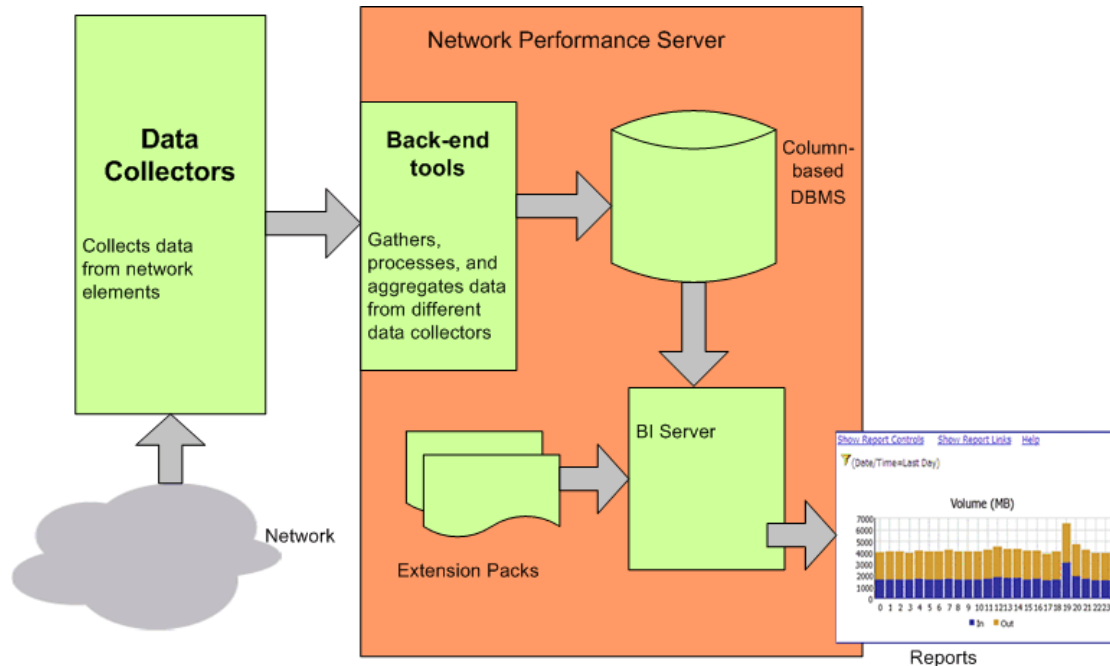 Network Performance Server
Data
Collectors
Collects data
from network
elements
Back-end
tools
Gathers,
processes, and
aggregates data
from different
data collectors
Column-
based
DBMS
BI Server
Extension Packs
Network
Show Report Controls Show Report Links Help
(Date/Time=Last Day)
Volume (MB)
7000
6000
5000
4000
3000
2000
1000
0
0 1 2 3 4 5 6 7 8 9 10 11 12 13 14 15 16 17 18 19 20 21 22 23
In Out
Reports